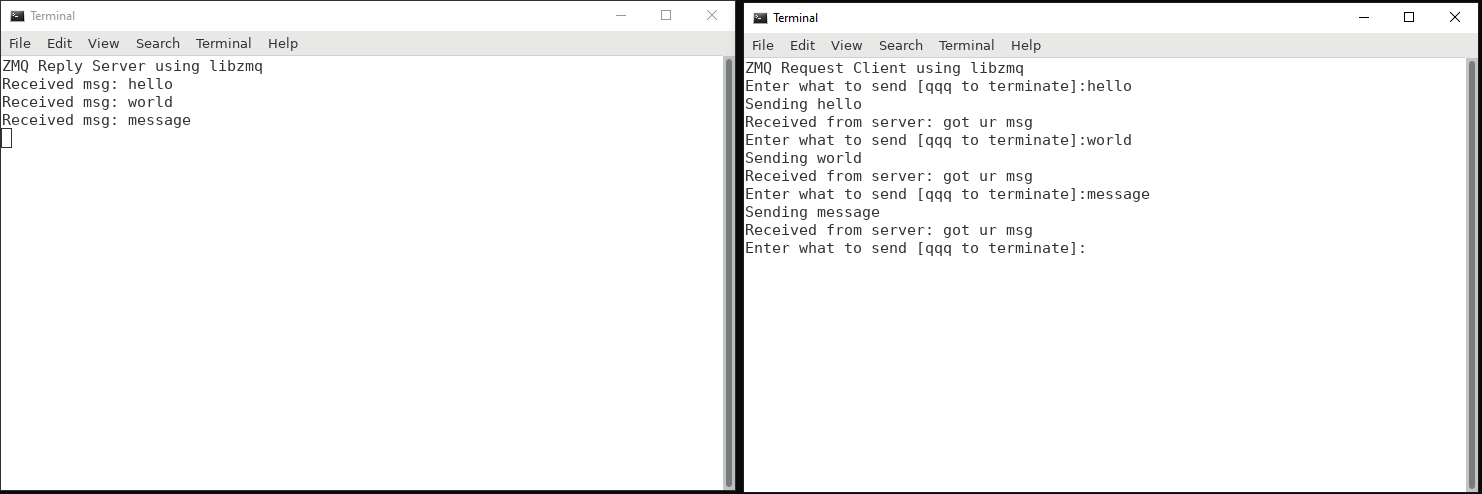 Terminal
File Edit View Search Terminal Help
ZMQ Reply Server using libzmq
Received msg: hello
Received msg: world
Received msg: message
Terminal
File Edit View Search Terminal Help
ZMQ Request Client using libzmq
Enter what to send [qqq to terminate]:hello
Sending hello
Received from server: got ur msg
Enter what to send [qqq to terminate]:world
Sending world
Received from server: got ur msg
Enter what to send [qqq to terminate]:message
Sending message
Received from server: got ur msg
Enter what to send [qqq to terminate]: